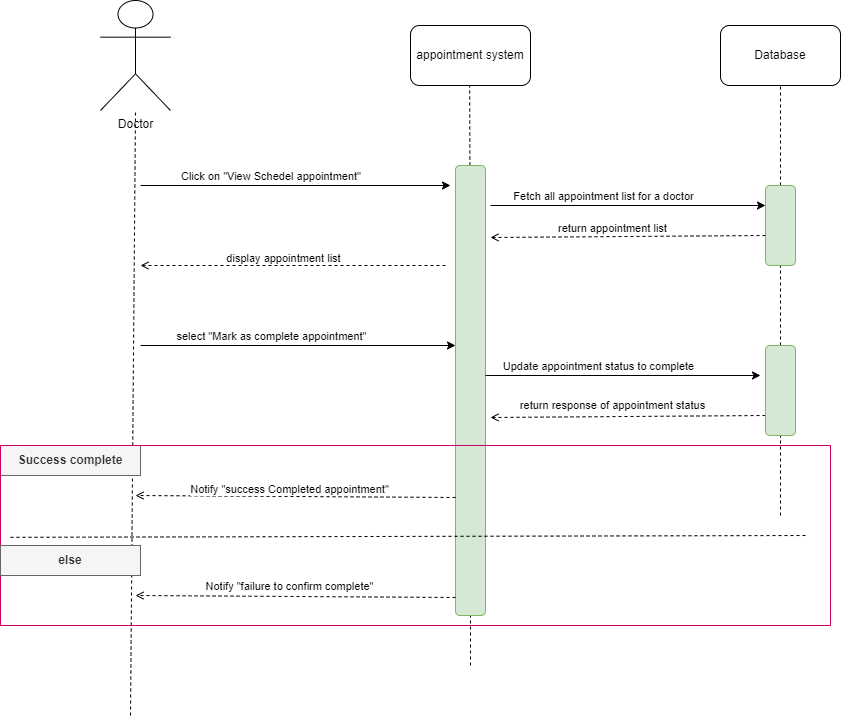 appointment system
Database
Doctor
Click on "View Schedel appointment"
Fetch all appointment list for a doctor
return appointment list
display appointment list
select "Mark as complete appointment"
Update appointment status to complete
return response of appointment status
Success complete
Notify "success Completed appointment"
else
Notify "failure to confirm complete"